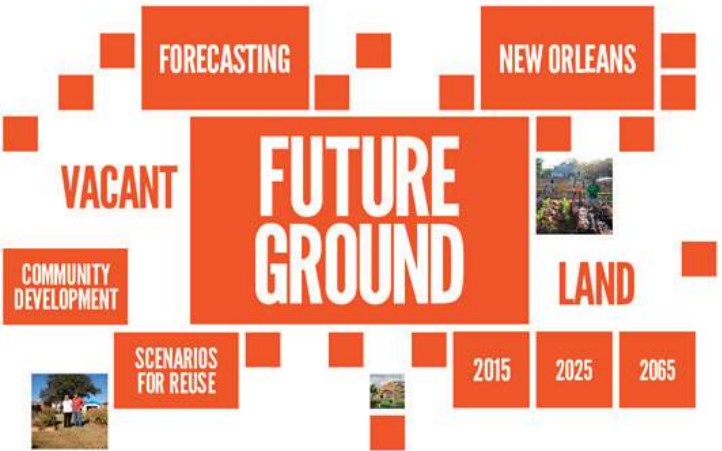 FORECASTING
NEW ORLEANS
VACANT
FUTURE
GROUND
COMMUNITY
DEVELOPMENT
LAND
SCENARIOS
FOR REUSE
2015
2025
2065